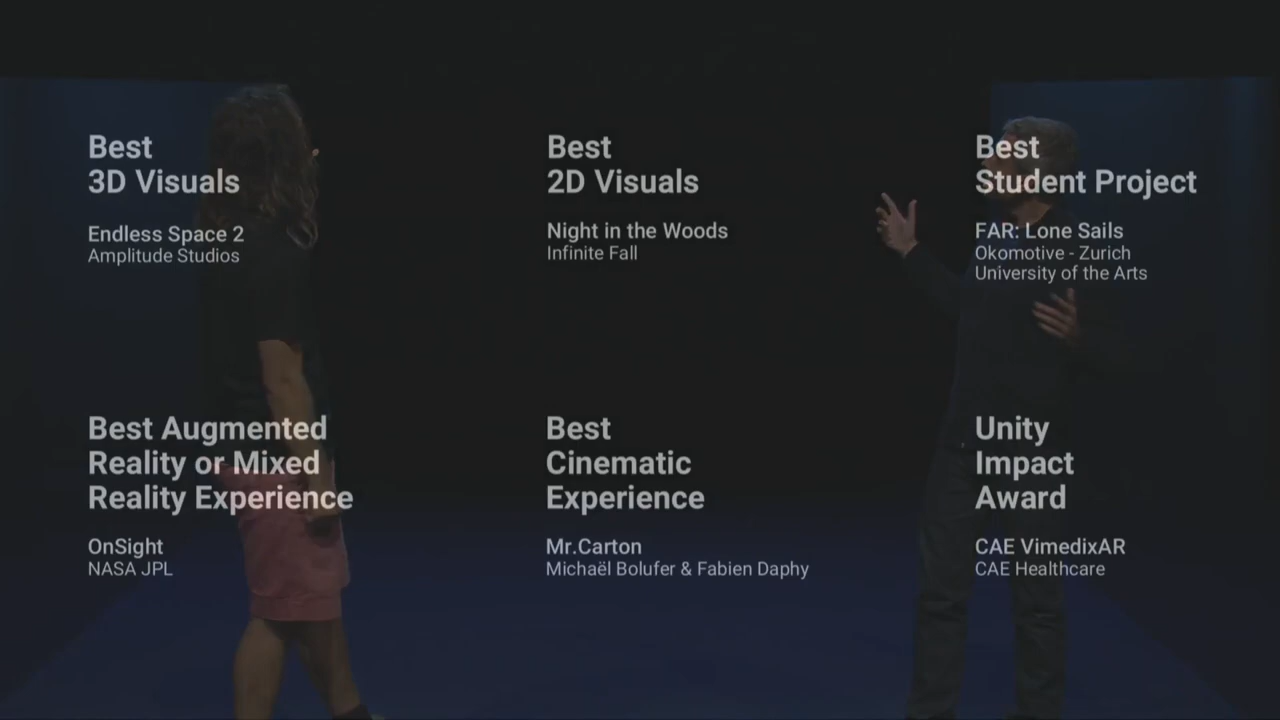 Best
3D Visuals
Endless Space 2
Amplitude Studios
Best
2D Visuals
Night in the Woods
Infinite Fall
Best
Student Project
FAR: Lone Sails
Okomotive - Zurich
University of the Arts
Best Augmented
Reality or Mixed
Reality Experience
OnSight
NASA JPL
Best
Cinematic
Experience
Mr.Carton
Michaël Bolufer & Fabien Daphy
Unity
Impact
Award
CAE VimedixAR
CAE Healthcare